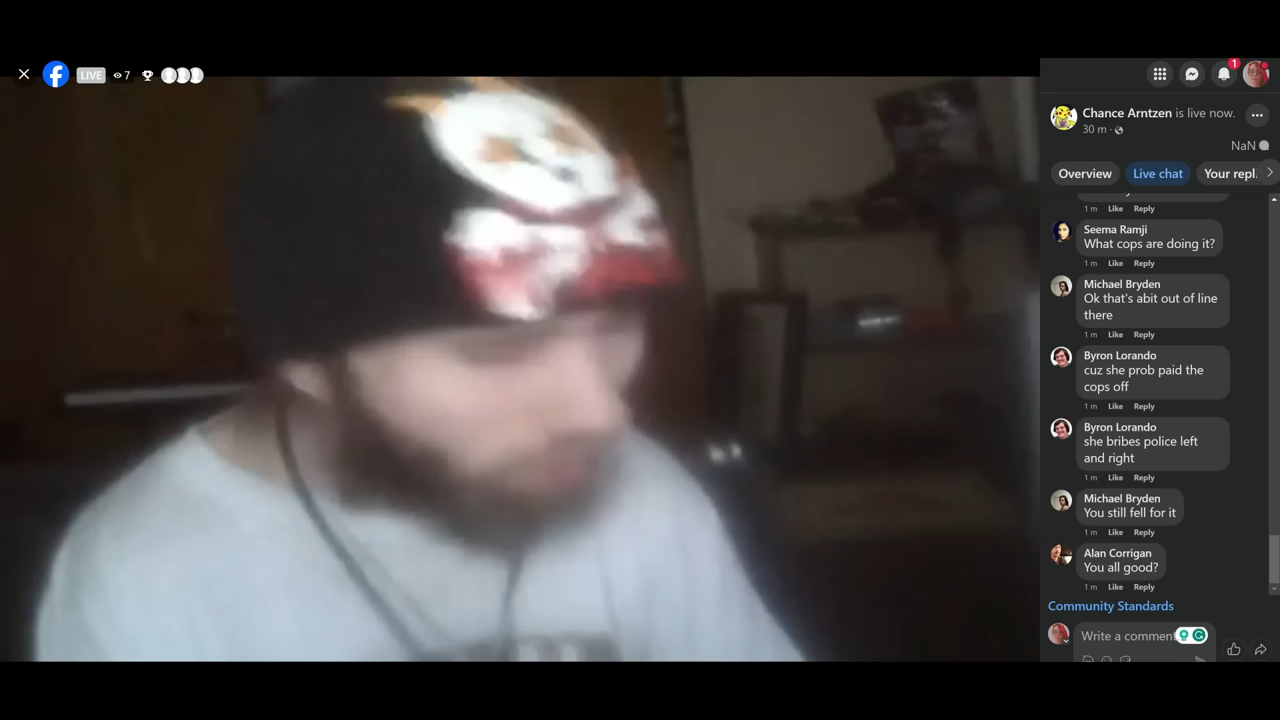 LIVE
7
1
Chance Arntzen is live now.
30 m ·
NaN
Overview
Live chat
Your repl
1 m Like Reply
Seema Ramji
What cops are doing it?
1 m Like Reply
Michael Bryden
Ok that's abit out of line
there
1 m Like Reply
Byron Lorando
cuz she prob paid the
cops off
1 m Like Reply
Byron Lorando
she bribes police left
and right
1 m Like Reply
Michael Bryden
You still fell for it
1 m Like Reply
Alan Corrigan
You all good?
1 m Like Reply
Community Standards
Write a comment